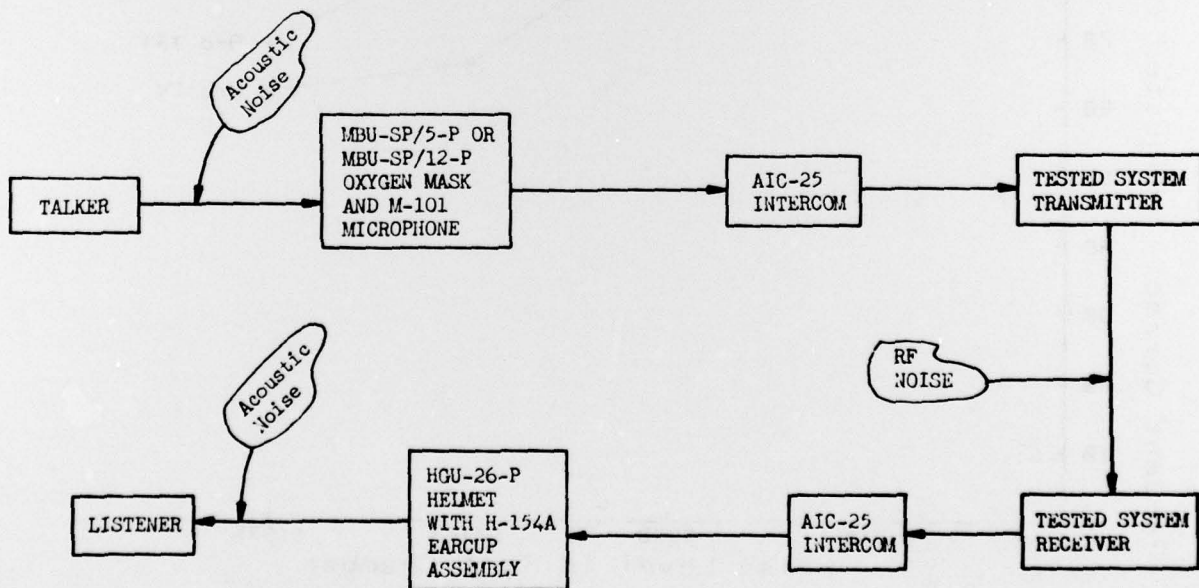 Acoustic
Noise
TALKER
MBU-SP/5-P OR
MBU-SP/12-P
OXYGEN MASK
AND M-101
MICROPHONE
AIC-25
INTERCOM
TESTED SYSTEM
TRANSMITTER
RF
NOISE
Acoustic
Noise
LISTENER
HGU-26-P
HELMET
WITH H-154A
EARCUP
ASSEMBLY
AIC-25
INTERCOM
TESTED SYSTEM
RECEIVER